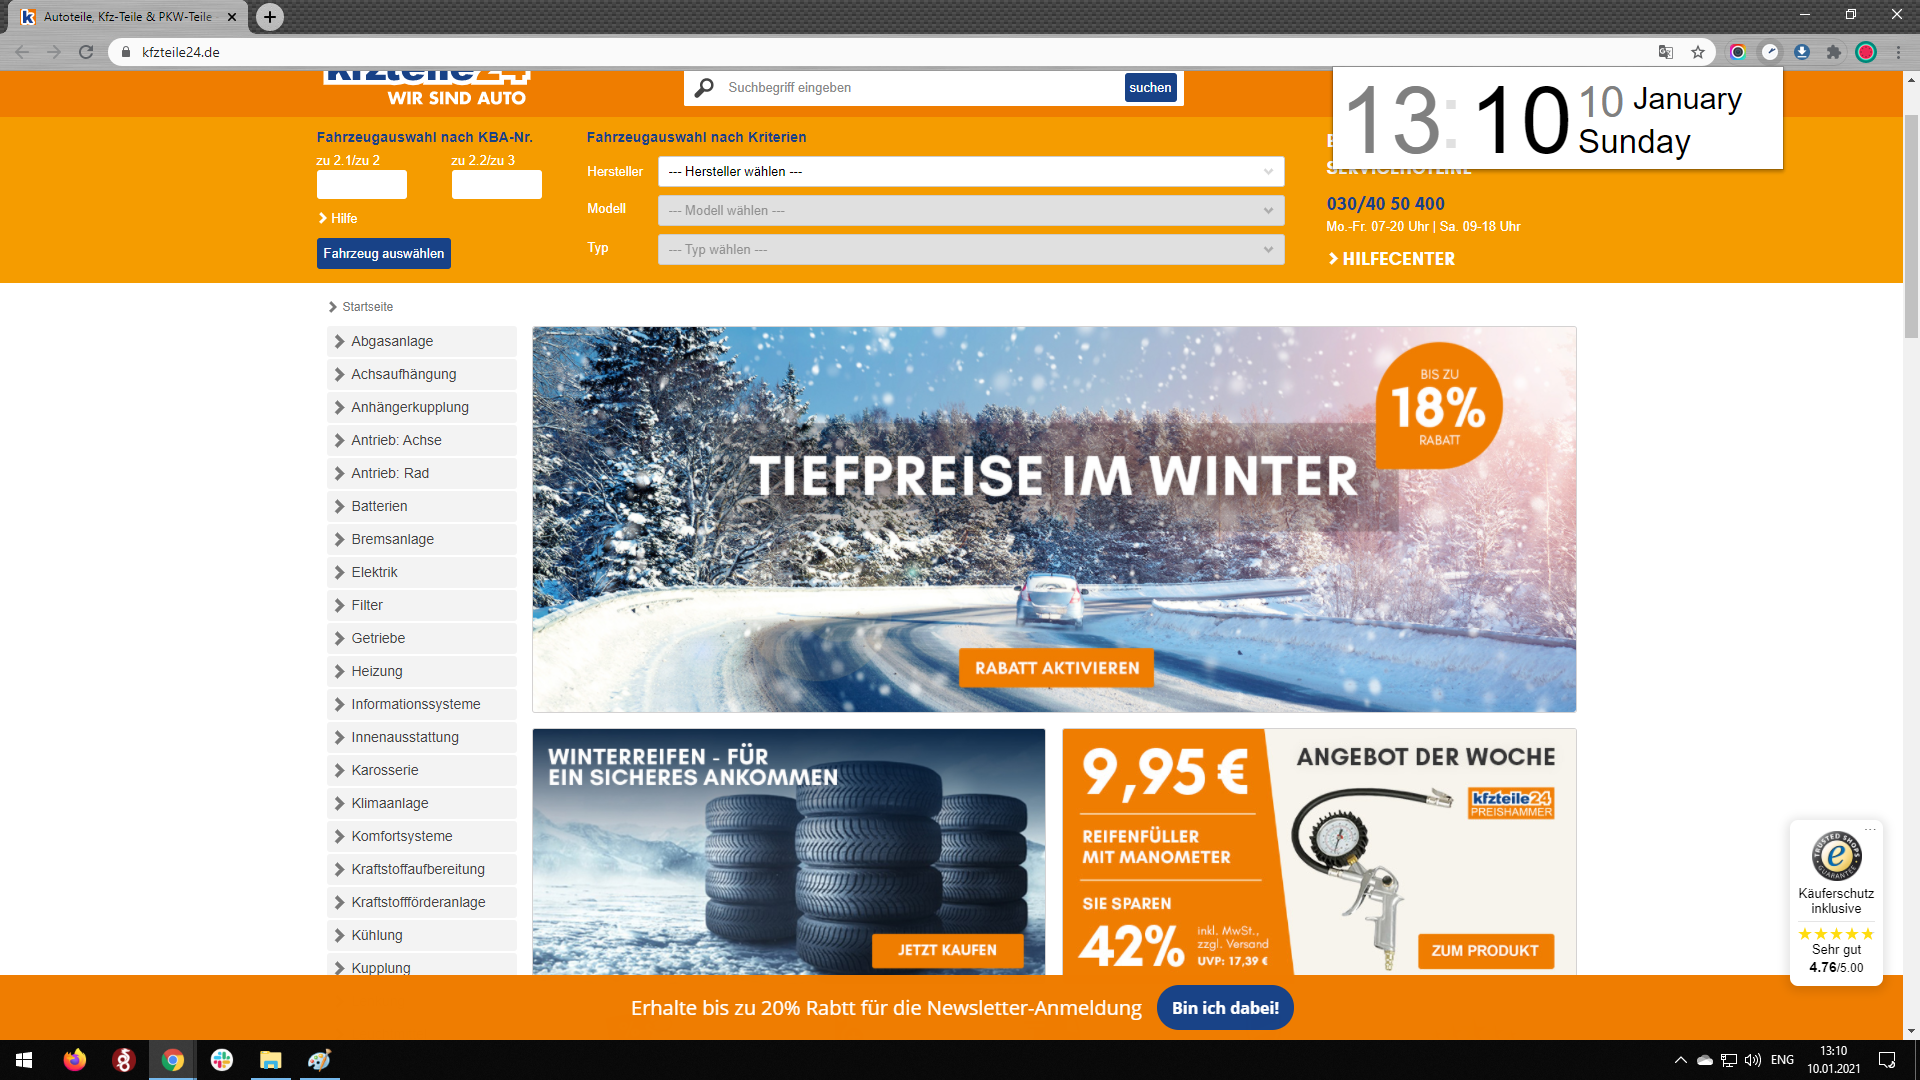 Autoteile, Kfz-Teile & PKW-Teile
kfzteile24.de
kfzteile24
WIR SIND AUTO
Suchbegriff eingeben
suchen
13:10
10 January
Sunday
Fahrzeugauswahl nach KBA-Nr.
zu 2.1/zu 2
zu 2.2/zu 3
Hilfe
Fahrzeug auswählen
Fahrzeugauswahl nach Kriterien
Hersteller
--- Hersteller wählen ---
Modell
--- Modell wählen ---
Typ
--- Typ wählen ---
SERVICEHOTLINE
030/40 50 400
Mo.-Fr. 07-20 Uhr | Sa. 09-18 Uhr
HILFECENTER
Startseite
Abgasanlage
Achsaufhängung
Anhängerkupplung
Antrieb: Achse
Antrieb: Rad
Batterien
Bremsanlage
Elektrik
Filter
Getriebe
Heizung
Informationssysteme
Innenausstattung
Karosserie
Klimaanlage
Komfortsysteme
Kraftstoffaufbereitung
Kraftstoffförderanlage
Kühlung
Kupplung
BIS ZU
18%
RABATT
TIEFPREISE IM WINTER
RABATT AKTIVIEREN
WINTERREIFEN - FÜR
EIN SICHERES ANKOMMEN
JETZT KAUFEN
9,95 €
REIFENFÜLLER
MIT MANOMETER
SIE SPAREN
42%
inkl. MwSt.,
zzgl. Versand
UVP: 17,39 €
ANGEBOT DER WOCHE
kfzteile24
PREISHAMMER
ZUM PRODUKT
TRUSTED SHOPS
GUARANTEE
Käuferschutz
inklusive
Sehr gut
4.76/5.00
Erhalte bis zu 20% Rabtt für die Newsletter-Anmeldung
Bin ich dabei!
ENG
13:10
10.01.2021